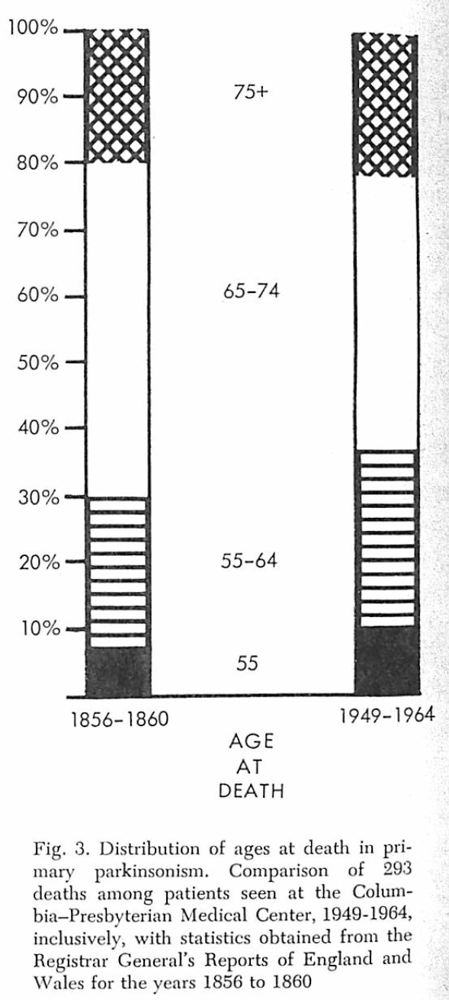 100%
90%
75+
80%
70%
65-74
60%
50%
40%
30%
20%
55-64
10%
55
1856-1860
1949-1964
AGE
AT
DEATH
Fig. 3. Distribution of ages at death in pri-
mary parkinsonism. Comparison of 293
deaths among patients seen at the Colum-
bia–Presbyterian Medical Center, 1949-1964,
inclusively, with statistics obtained from the
Registrar General's Reports of England and
Wales for the years 1856 to 1860